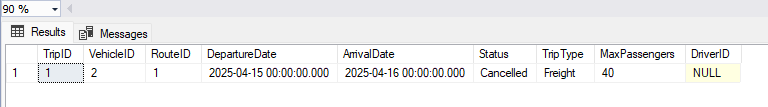 90 %
Results Messages
TripID VehicleID RouteID DepartureDate ArrivalDate Status TripType MaxPassengers DriverID
1 1 2 1 2025-04-15 00:00:00.000 2025-04-16 00:00:00.000 Cancelled Freight 40 NULL